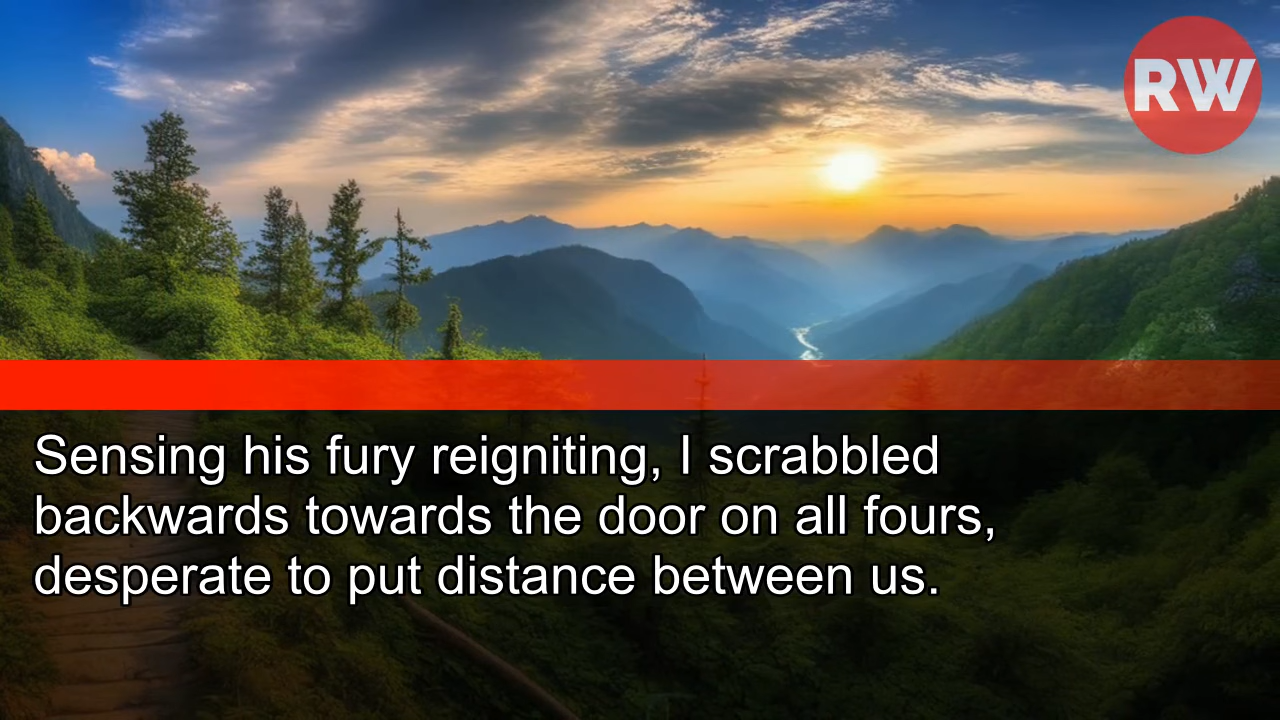 RW
Sensing his fury reigniting, I scrabbled
backwards towards the door on all fours,
desperate to put distance between us.